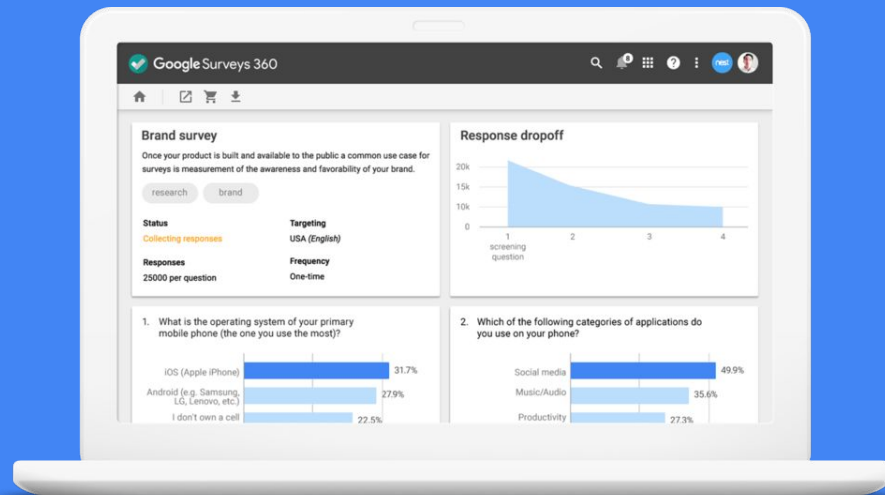 Google Surveys 360
8
?
nest
Brand survey
Once your product is built and available to the public a common use case for
surveys is measurement of the awareness and favorability of your brand.
research
brand
Status
Collecting responses
Targeting
USA (English)
Responses
25000 per question
Frequency
One-time
Response dropoff
20k
15k
10k
0
1
screening
question
2
3
4
1. What is the operating system of your primary
mobile phone (the one you use the most)?
iOS (Apple iPhone)
31.7%
Android (e.g. Samsung,
LG, Lenovo, etc.)
27.9%
I don't own a cell
22.5%
2. Which of the following categories of applications do
you use on your phone?
Social media
49.9%
Music/Audio
35.6%
Productivity
27.3%